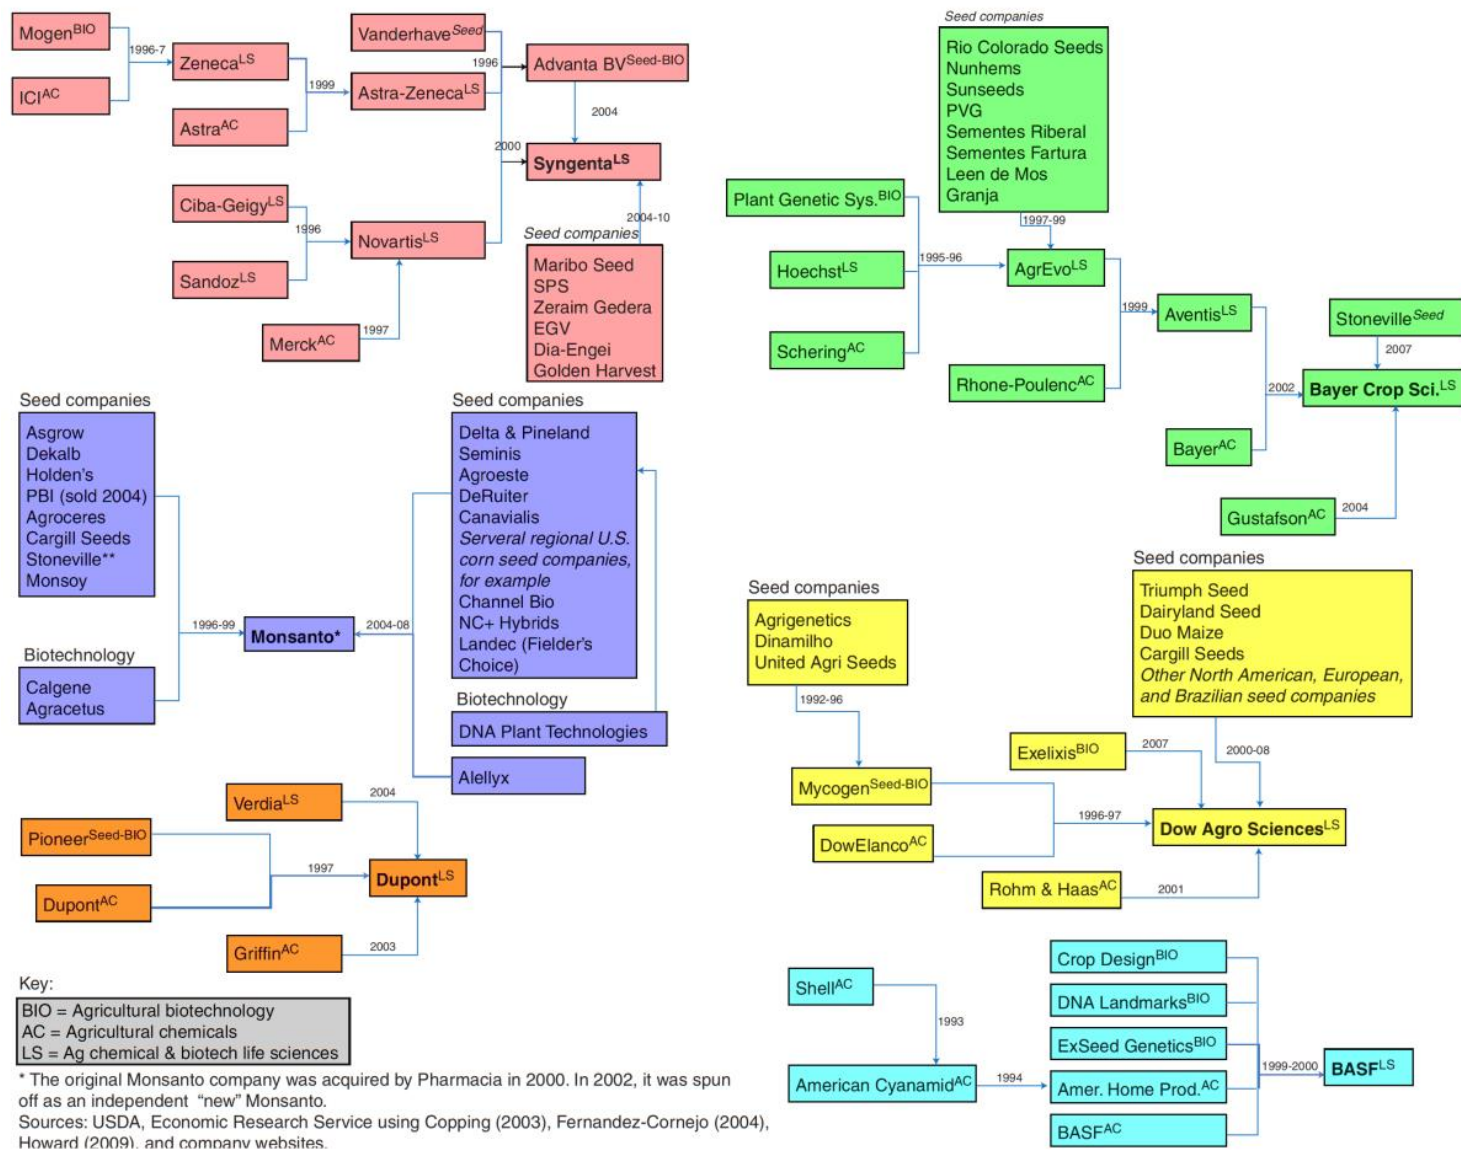 Mogen^BIO
1996-7
ICI^AC
Zeneca^LS
Astra^AC
1999
Vanderhave^Seed
Astra-Zeneca^LS
1996
Advanta BV^Seed-BIO
2004
2000
Syngenta^LS
Ciba-Geigy^LS
1996
Sandoz^LS
Novartis^LS
Merck^AC
1997
2004-10
Seed companies
Maribo Seed
SPS
Zeraim Gedera
EGV
Dia-Engei
Golden Harvest
Seed companies
Rio Colorado Seeds
Nunhems
Sunseeds
PVG
Sementes Riberal
Sementes Fartura
Leen de Mos
Granja
1997-99
Plant Genetic Sys.^BIO
Hoechst^LS
Schering^AC
1995-96
AgrEvo^LS
Rhone-Poulenc^AC
1999
Aventis^LS
Bayer^AC
2002
Stoneville^Seed
2007
Bayer Crop Sci.^LS
Gustafson^AC
2004
Seed companies
Asgrow
Dekalb
Holden's
PBI (sold 2004)
Agroceres
Cargill Seeds
Stoneville**
Monsoy
Biotechnology
Calgene
Agracetus
1996-99
Monsanto*
2004-08
Seed companies
Delta & Pineland
Seminis
Agroeste
DeRuiter
Canavialis
Serveral regional U.S.
corn seed companies,
for example
Channel Bio
NC+ Hybrids
Landec (Fielder's
Choice)
Biotechnology
DNA Plant Technologies
Alellyx
Seed companies
Agrigenetics
Dinamilho
United Agri Seeds
1992-96
Mycogen^Seed-BIO
DowElanco^AC
1996-97
Seed companies
Triumph Seed
Dairyland Seed
Duo Maize
Cargill Seeds
Other North American, European,
and Brazilian seed companies
Exelixis^BIO
2007
2000-08
Dow Agro Sciences^LS
Rohm & Haas^AC
2001
Verdia^LS
2004
Pioneer^Seed-BIO
Dupont^AC
1997
Dupont^LS
Griffin^AC
2003
Shell^AC
1993
American Cyanamid^AC
1994
Crop Design^BIO
DNA Landmarks^BIO
ExSeed Genetics^BIO
Amer. Home Prod.^AC
BASF^AC
1999-2000
BASF^LS
Key:
BIO = Agricultural biotechnology
AC = Agricultural chemicals
LS = Ag chemical & biotech life sciences
* The original Monsanto company was acquired by Pharmacia in 2000. In 2002, it was spun
off as an independent "new" Monsanto.
Sources: USDA, Economic Research Service using Copping (2003), Fernandez-Cornejo (2004),
Howard (2009), and company websites.